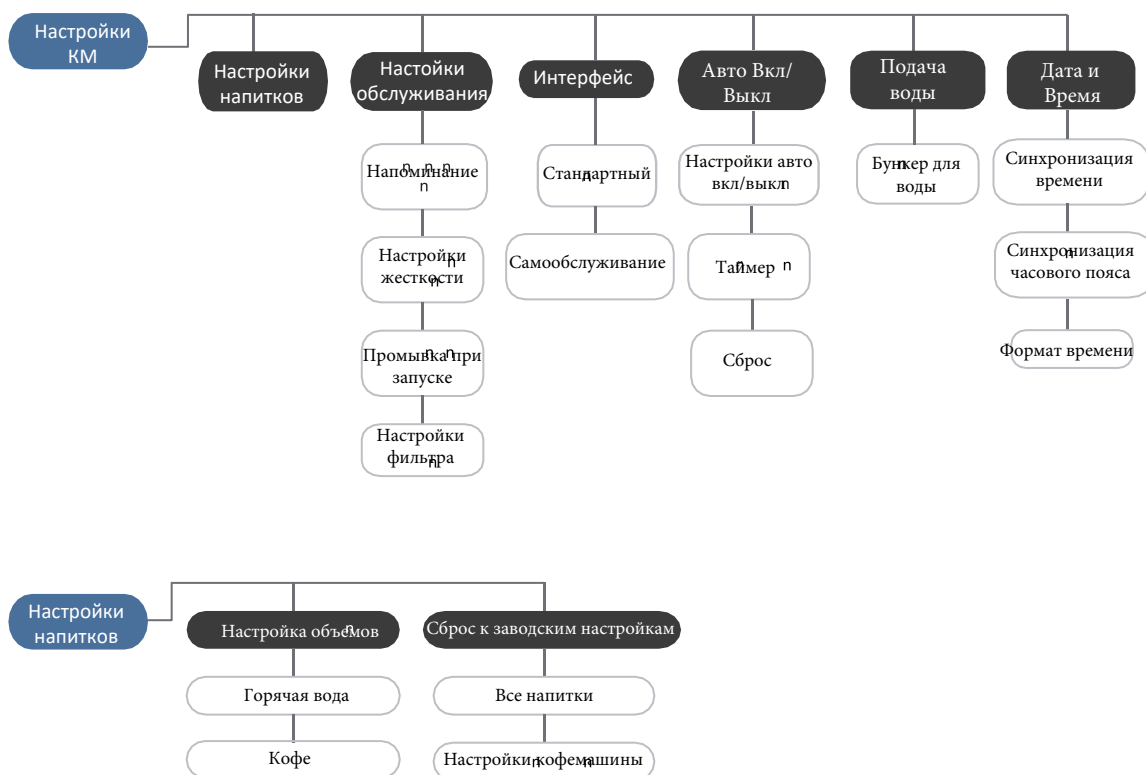 Настройки
КМ
Настройки
напитков
Настойки
обслуживания
Интерфейс
Авто Вкл/
Выкл
Подача
воды
Дата и
Время
Напоминание
Настройки
жесткости
Промывка при
запуске
Настройки
фильтра
Стандартный
Самообслуживание
Настройки авто
вкл/выкл
Таймер
Сброс
Бункер для
воды
Синхронизация
времени
Синхронизация
часового пояса
Формат времени
Настройки
напитков
Настройка объемов
Сброс к заводским настройкам
Горячая вода
Все напитки
Кофе
Настройки кофемашины